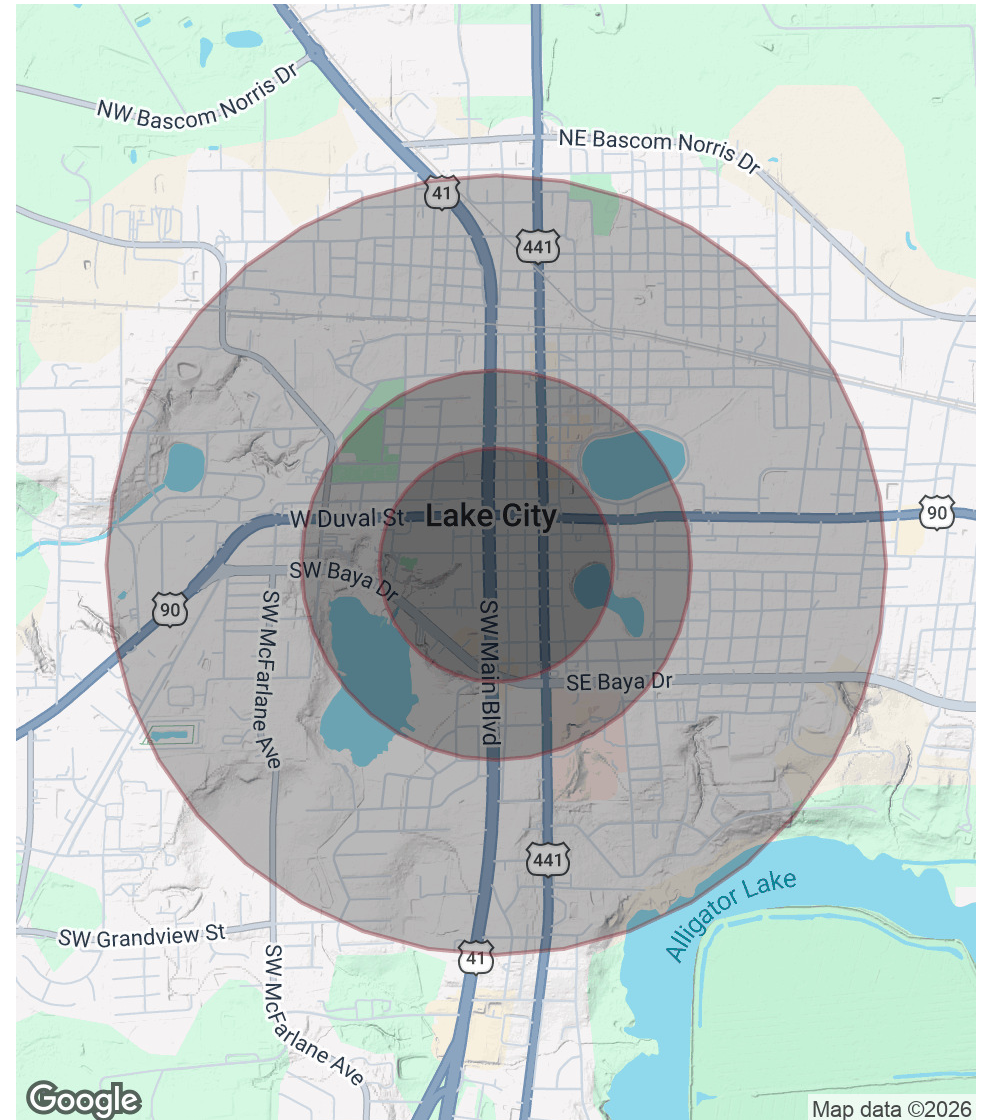 NW Bascom Norris Dr
NE Bascom Norris Dr
41
441
Lake City
W Duval St
90
SW Baya Dr
90
SW McFarlane Ave
SW Main Blvd
SE Baya Dr
441
Alligator Lake
SW Grandview St
41
SW McFarlane Ave
Google
Map data ©2026